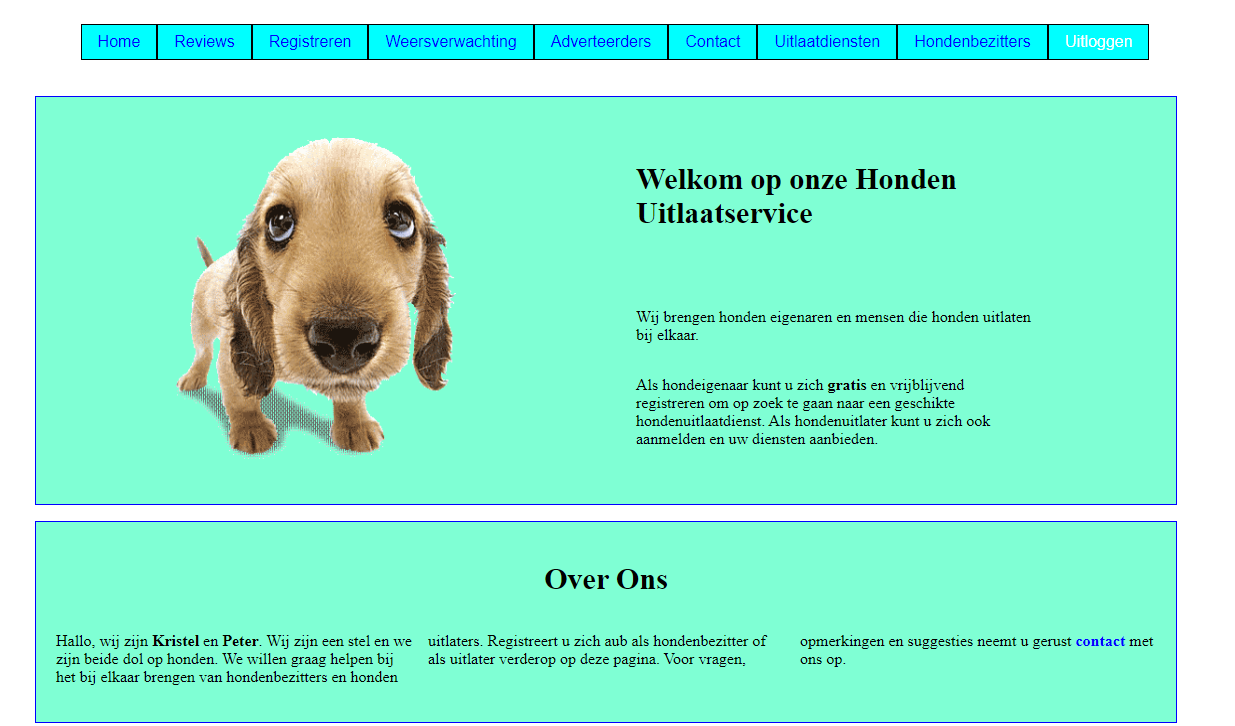 Home Reviews Registreren Weersverwachting Adverteerders Contact Uitlaatdiensten Hondenbezitters Uitloggen
Welkom op onze Honden
Uitlaatservice
Wij brengen honden eigenaren en mensen die honden uitlaten
bij elkaar.
Als hondeigenaar kunt u zich gratis en vrijblijvend
registreren om op zoek te gaan naar een geschikte
hondenuitlaatdienst. Als hondenuitlater kunt u zich ook
aanmelden en uw diensten aanbieden.
Over Ons
Hallo, wij zijn Kristel en Peter. Wij zijn een stel en we
zijn beide dol op honden. We willen graag helpen bij
het bij elkaar brengen van hondenbezitters en honden
uitlaters. Registreert u zich aub als hondenbezitter of
als uitlater verderop op deze pagina. Voor vragen,
opmerkingen en suggesties neemt u gerust contact met
ons op.